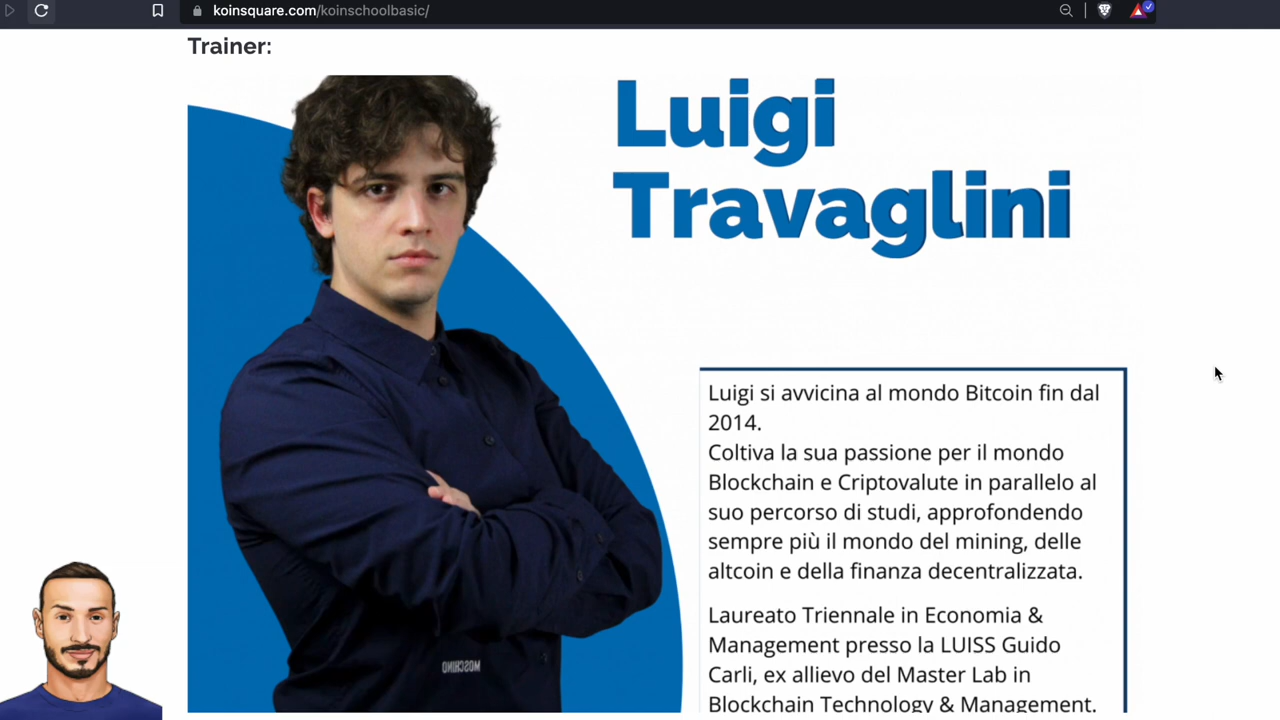 koinsquare.com/koinschoolbasic/
Trainer:
Luigi
Travaglini
Luigi si avvicina al mondo Bitcoin fin dal
2014.
Coltiva la sua passione per il mondo
Blockchain e Criptovalute in parallelo al
suo percorso di studi, approfondendo
sempre più il mondo del mining, delle
altcoin e della finanza decentralizzata.
Laureato Triennale in Economia &
Management presso la LUISS Guido
Carli, ex allievo del Master Lab in
Blockchain Technology & Management.
MOSCHINO